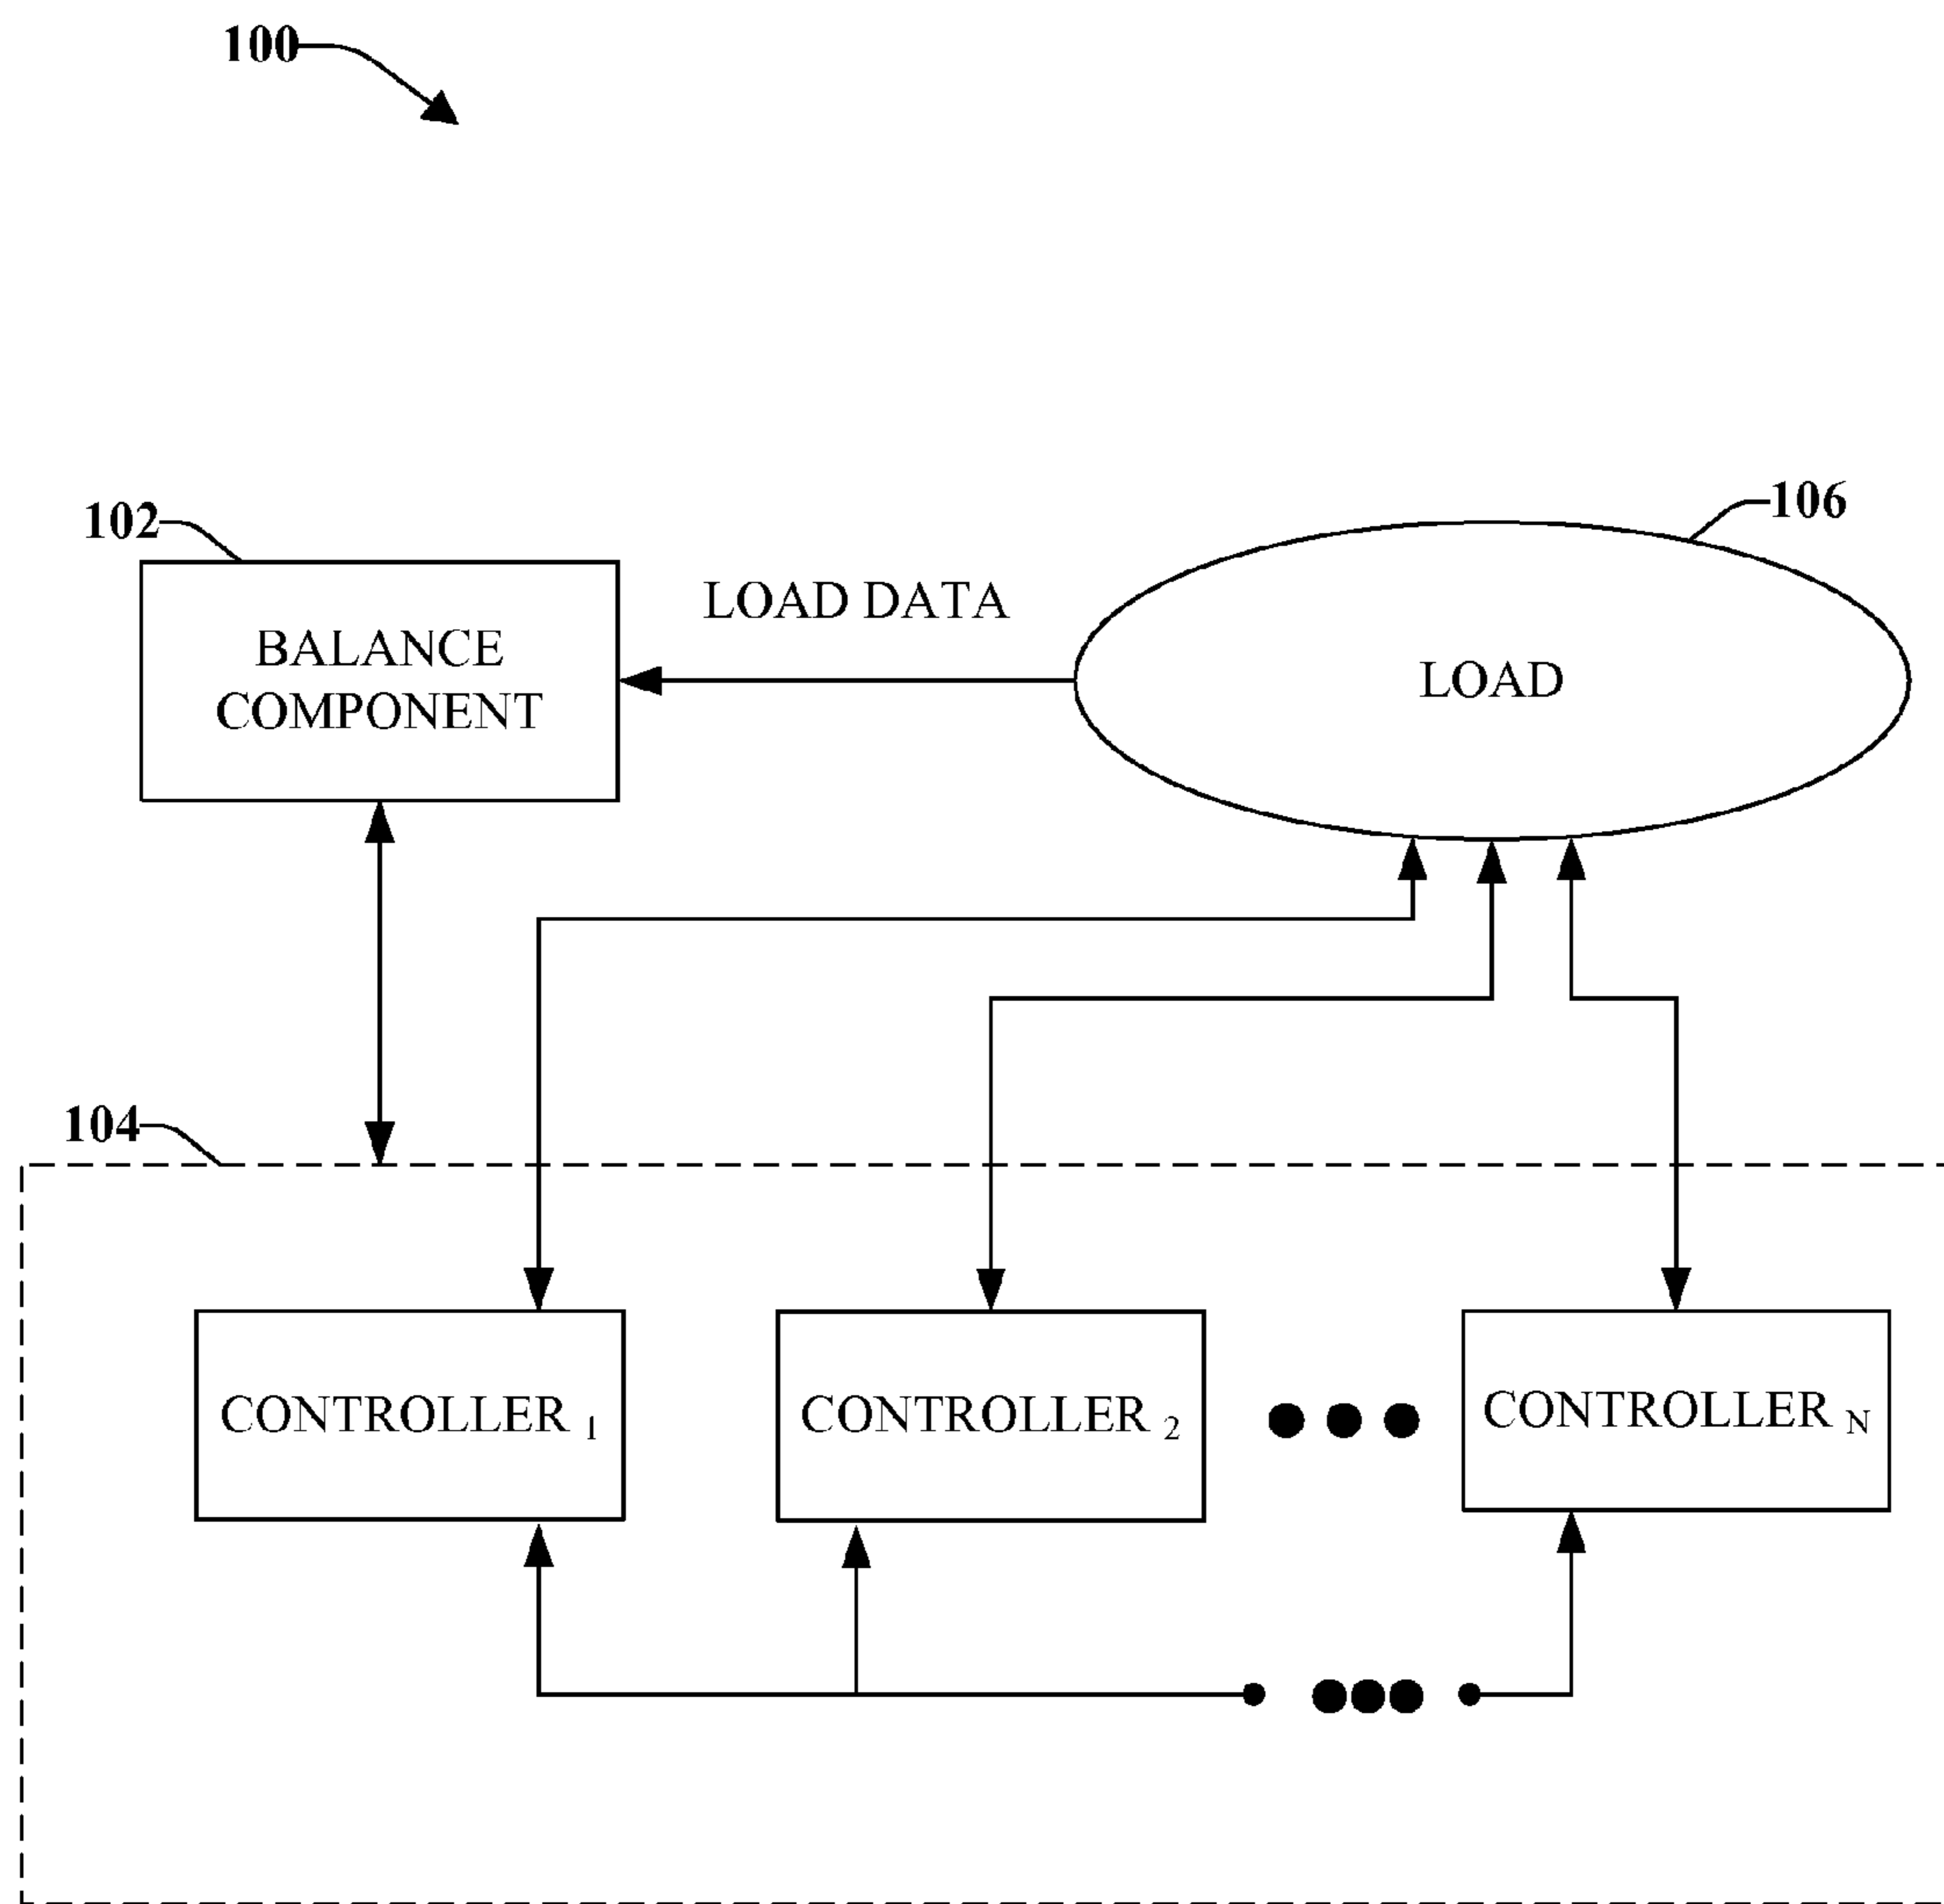 100
102
106
LOAD DATA
BALANCE
COMPONENT
LOAD
104
CONTROLLER 1
CONTROLLER 2
CONTROLLER N